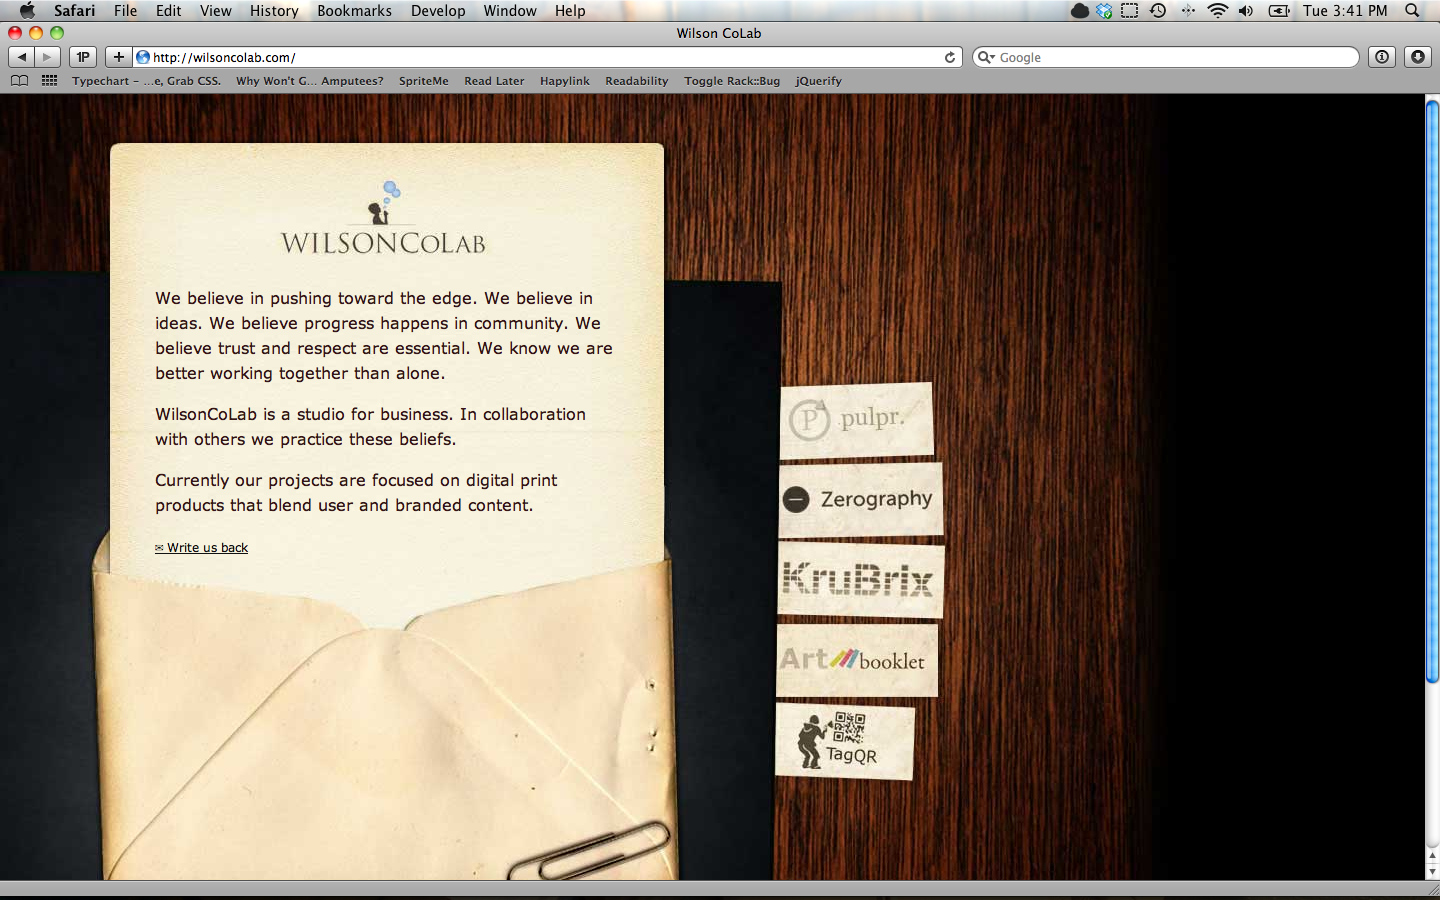 Safari File Edit View History Bookmarks Develop Window Help Tue 3:41 PM
Wilson CoLab
1P + http://wilsoncolab.com/ Google
Typechart – ...e, Grab CSS. Why Won't G... Amputees? SpriteMe Read Later Hapylink Readability Toggle Rack::Bug jQuerify
WILSONCOLAB
We believe in pushing toward the edge. We believe in
ideas. We believe progress happens in community. We
believe trust and respect are essential. We know we are
better working together than alone.
WilsonCoLab is a studio for business. In collaboration
with others we practice these beliefs.
Currently our projects are focused on digital print
products that blend user and branded content.
✉ Write us back
P pulpr.
Zerography
KruBrix
Art booklet
TagQR